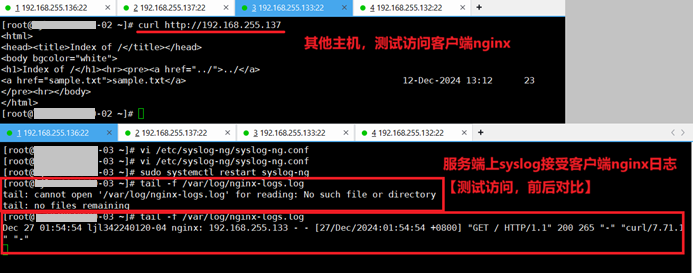 1 192.168.255.136:22 2 192.168.255.137:22 3 192.168.255.133:22 4 192.168.255.132:22 +
[root@ -02 ~]# curl http://192.168.255.137
其他主机，测试访问客户端nginx
<html>
<head><title>Index of /</title></head>
<body bgcolor="white">
<h1>Index of /</h1><hr><pre><a href="../">../</a>
<a href="sample.txt">sample.txt</a> 12-Dec-2024 13:12 23
</pre><hr></body>
</html>
[root@ -02 ~]#
1 192.168.255.136:22 2 192.168.255.137:22 3 192.168.255.133:22 4 192.168.255.132:22 +
[root@ -03 ~]# vi /etc/syslog-ng/syslog-ng.conf
[root@ -03 ~]# vi /etc/syslog-ng/syslog-ng.conf
[root@ -03 ~]# sudo systemctl restart syslog-ng
服务端上syslog接受客户端nginx日志
【测试访问，前后对比】
[root@ -03 ~]# tail -f /var/log/nginx-logs.log
tail: cannot open '/var/log/nginx-logs.log' for reading: No such file or directory
tail: no files remaining
[root@ -03 ~]# tail -f /var/log/nginx-logs.log
Dec 27 01:54:54 ljl342240120-04 nginx: 192.168.255.133 - - [27/Dec/2024:01:54:54 +0800] "GET / HTTP/1.1" 200 265 "-" "curl/7.71.1
" "-"